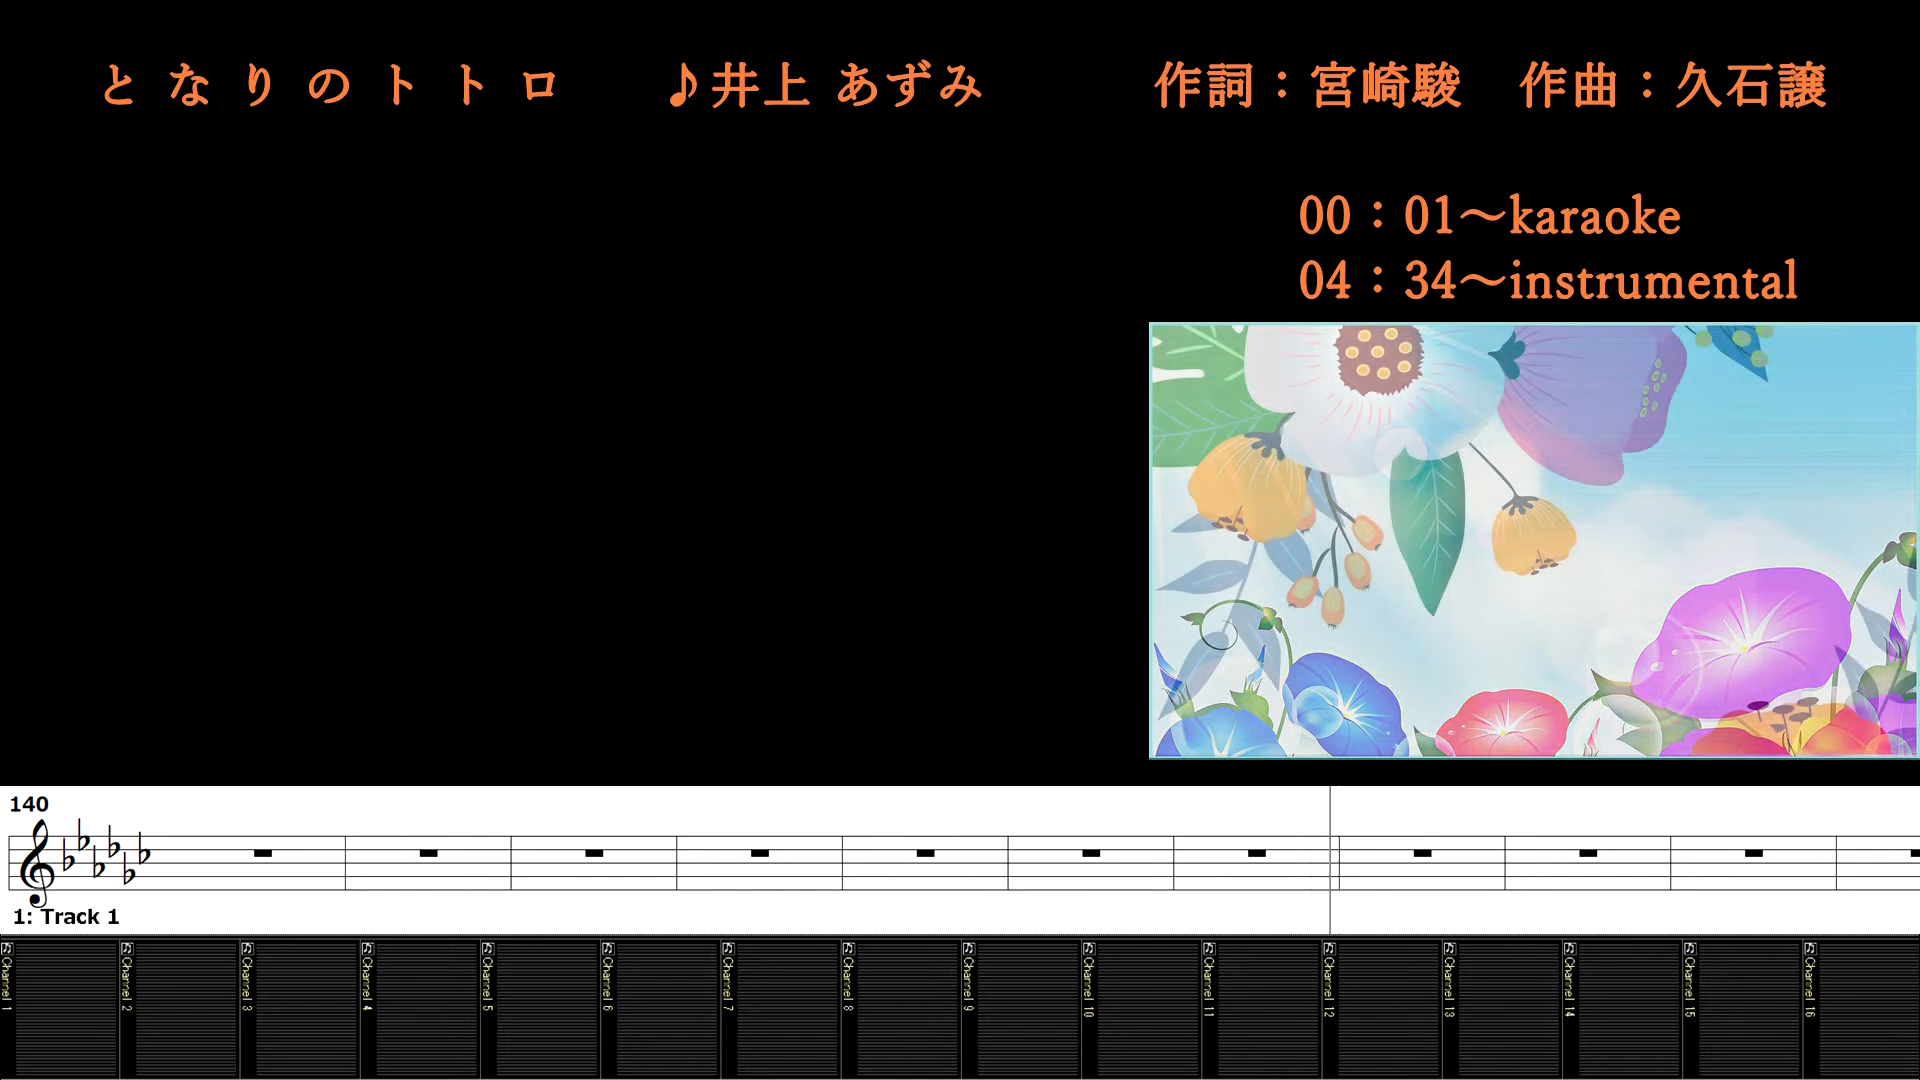 となりのトトロ ♪井上 あずみ 作詞：宮崎駿 作曲：久石譲
00：01～karaoke
04：34～instrumental
140
1: Track 1
Channel 1
Channel 2
Channel 3
Channel 4
Channel 5
Channel 6
Channel 7
Channel 8
Channel 9
Channel 10
Channel 11
Channel 12
Channel 13
Channel 14
Channel 15
Channel 16